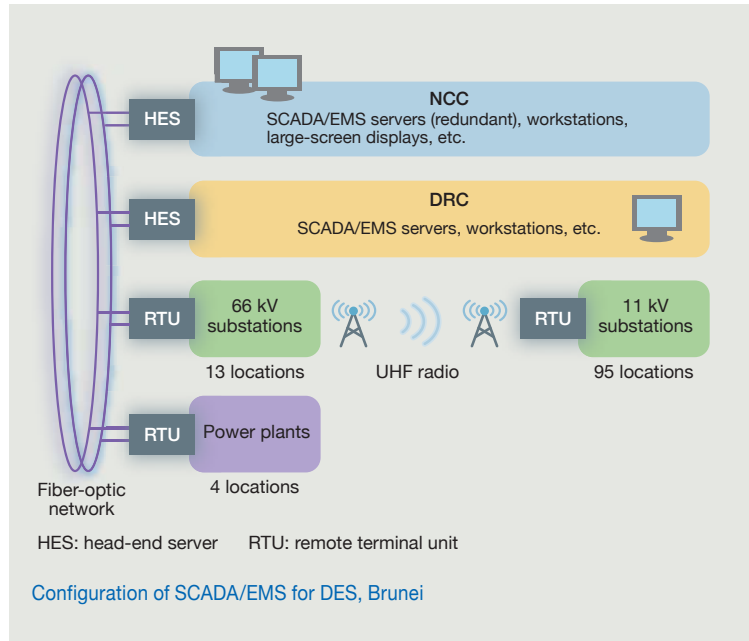 HES
NCC
SCADA/EMS servers (redundant), workstations,
large-screen displays, etc.
HES
DRC
SCADA/EMS servers, workstations, etc.
RTU
66 kV
substations
RTU
11 kV
substations
13 locations
UHF radio
95 locations
RTU
Power plants
4 locations
Fiber-optic
network
HES: head-end server RTU: remote terminal unit
Configuration of SCADA/EMS for DES, Brunei